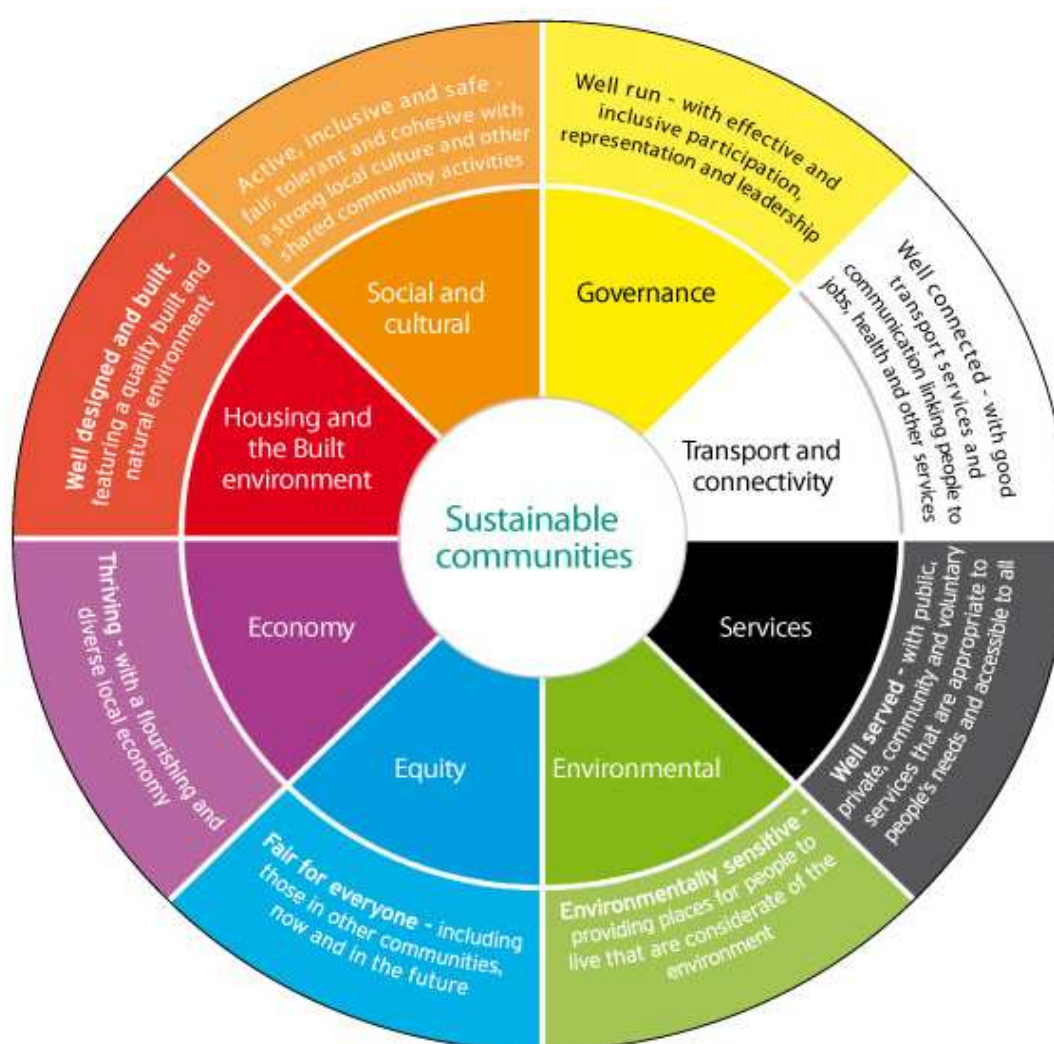 Sustainable
communities
Governance
Well run - with effective and
inclusive participation,
representation and leadership
Transport and
connectivity
Well connected - with good
transport services and
communication linking people to
jobs, health and other services
Services
Well served - with public,
private, community and voluntary
services that are appropriate to
people's needs and accessible to all
Environmental
Environmentally sensitive -
providing places for people to
live that are considerate of the
environment
Equity
Fair for everyone - including
those in other communities,
now and in the future
Economy
Thriving - with a flourishing and
diverse local economy
Housing and
the Built
environment
Well designed and built -
featuring a quality built and
natural environment
Social and
cultural
Active, inclusive and safe -
fair, tolerant and cohesive with
a strong local culture and other
shared community activities